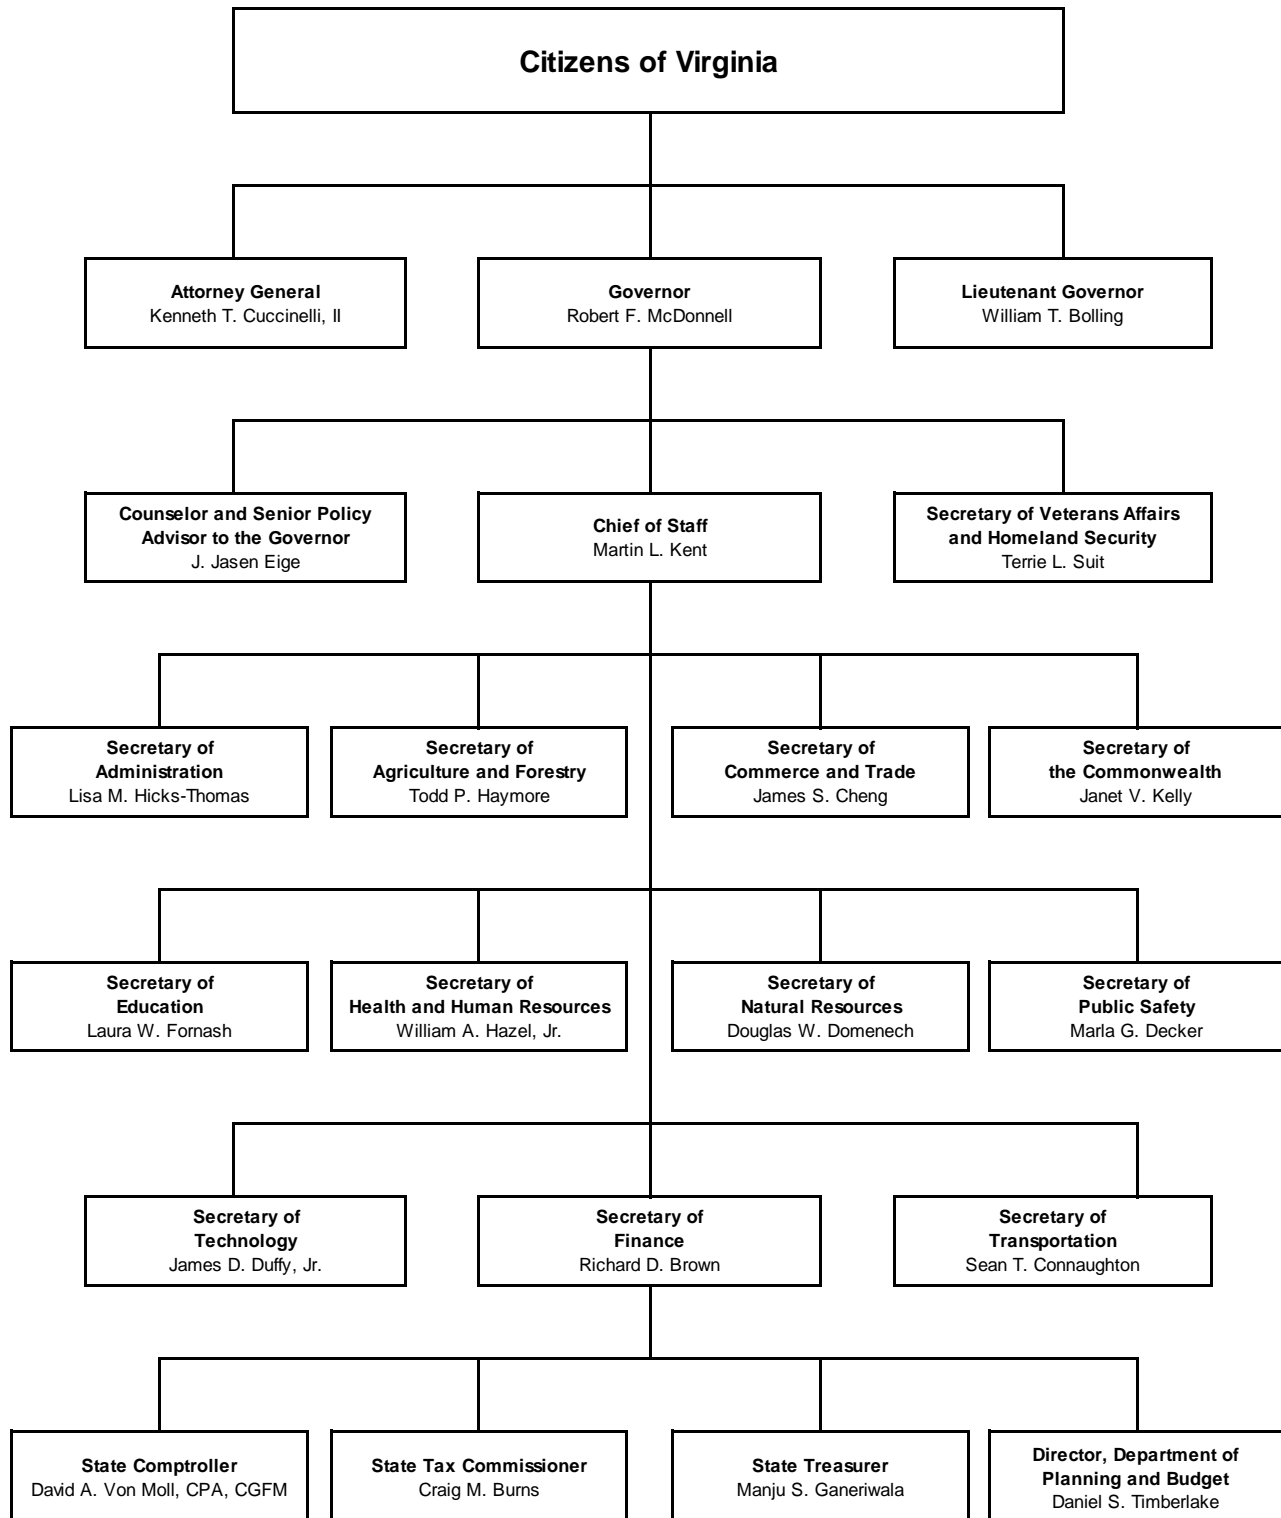 Citizens of Virginia
Attorney General
Kenneth T. Cuccinelli, II
Governor
Robert F. McDonnell
Lieutenant Governor
William T. Bolling
Counselor and Senior Policy
Advisor to the Governor
J. Jasen Eige
Chief of Staff
Martin L. Kent
Secretary of Veterans Affairs
and Homeland Security
Terrie L. Suit
Secretary of
Administration
Lisa M. Hicks-Thomas
Secretary of
Agriculture and Forestry
Todd P. Haymore
Secretary of
Commerce and Trade
James S. Cheng
Secretary of
the Commonwealth
Janet V. Kelly
Secretary of
Education
Laura W. Fornash
Secretary of
Health and Human Resources
William A. Hazel, Jr.
Secretary of
Natural Resources
Douglas W. Domenech
Secretary of
Public Safety
Marla G. Decker
Secretary of
Technology
James D. Duffy, Jr.
Secretary of
Finance
Richard D. Brown
Secretary of
Transportation
Sean T. Connaughton
State Comptroller
David A. Von Moll, CPA, CGFM
State Tax Commissioner
Craig M. Burns
State Treasurer
Manju S. Ganeriwala
Director, Department of
Planning and Budget
Daniel S. Timberlake